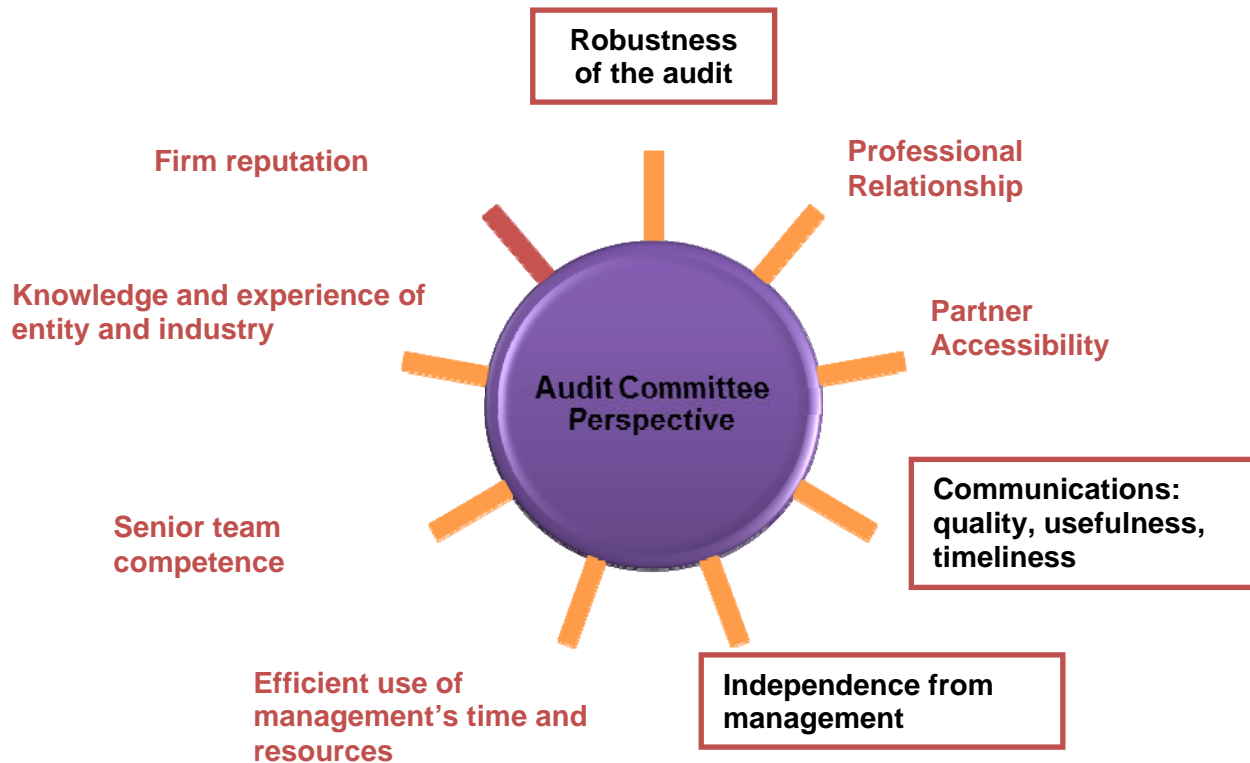 Robustness
of the audit
Firm reputation
Professional
Relationship
Knowledge and experience of
entity and industry
Partner
Accessibility
Audit Committee
Perspective
Communications:
quality, usefulness,
timeliness
Senior team
competence
Efficient use of
management’s time and
resources
Independence from
management